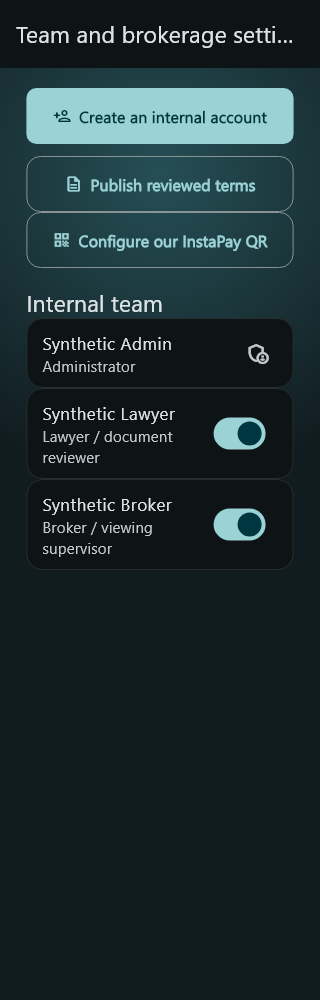 Team and brokerage setti...
Create an internal account
Publish reviewed terms
Configure our InstaPay QR
Internal team
Synthetic Admin
Administrator
Synthetic Lawyer
Lawyer / document
reviewer
Synthetic Broker
Broker / viewing
supervisor